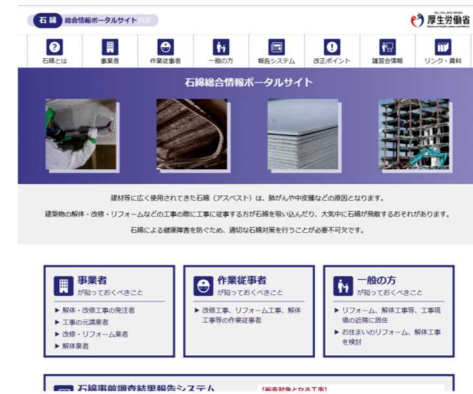 石綿 総合情報ポータルサイト
厚生労働省
石綿とは 事業者 作業従事者 一般の方 報告システム 改正ポイント 講習会情報 リンク・資料
石綿総合情報ポータルサイト
建材等に広く使用されてきた石綿（アスベスト）は、肺がんや中皮腫などの原因となります。
建築物の解体・改修・リフォームなどの工事の際に工事に従事する方が石綿を吸い込んだり、大気中に石綿が飛散するおそれがあります。
石綿による健康障害を防ぐため、適切な石綿対策を行うことが必要不可欠です。
事業者
が知っておくべきこと
▶ 解体・改修工事の発注者
▶ 工事の元請業者
▶ 改修・リフォーム業者
▶ 解体業者
作業従事者
が知っておくべきこと
▶ 改修工事、リフォーム工事、解体
工事等の作業従事者
一般の方
が知っておくべきこと
▶ リフォーム、解体工事等、工事現
場の近隣に居住
▶ お住まいのリフォーム、解体工事
を検討
石綿事前調査結果報告システム
【報告対象となる工事】